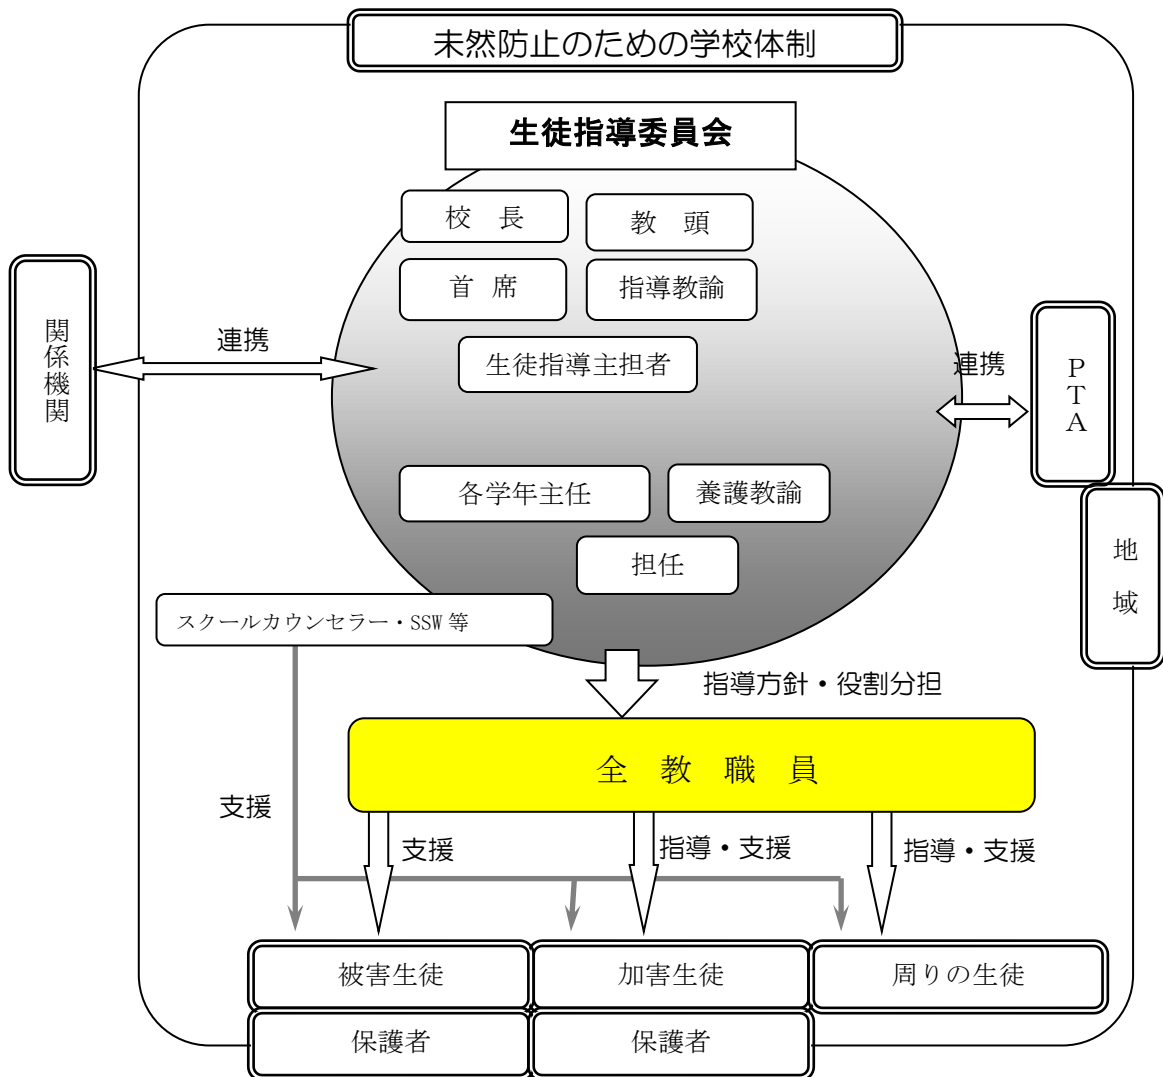 未然防止のための学校体制
生徒指導委員会
校　長
教　頭
首 席
指導教諭
生徒指導主担者
関係機関
連携
連携
PTA
地域
各学年主任
養護教諭
担任
スクールカウンセラー・SSW 等
指導方針・役割分担
全 教 職 員
支援
支援
指導・支援
指導・支援
被害生徒
加害生徒
周りの生徒
保護者
保護者